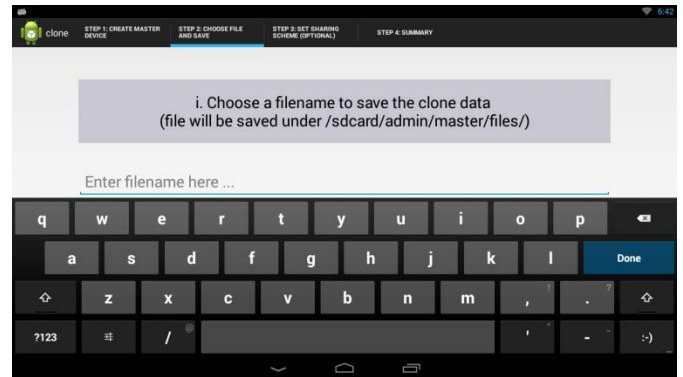 6:42
clone
STEP 1: CREATE MASTER
DEVICE
STEP 2: CHOOSE FILE
AND SAVE
STEP 3: SET SHARING
SCHEME (OPTIONAL)
STEP 4: SUMMARY
i. Choose a filename to save the clone data
(file will be saved under /sdcard/admin/master/files/)
Enter filename here ...
q w e r t y u i o p
a s d f g h j k l Done
z x c v b n m , ! . ?
?123 / @ ' " - _ :-)